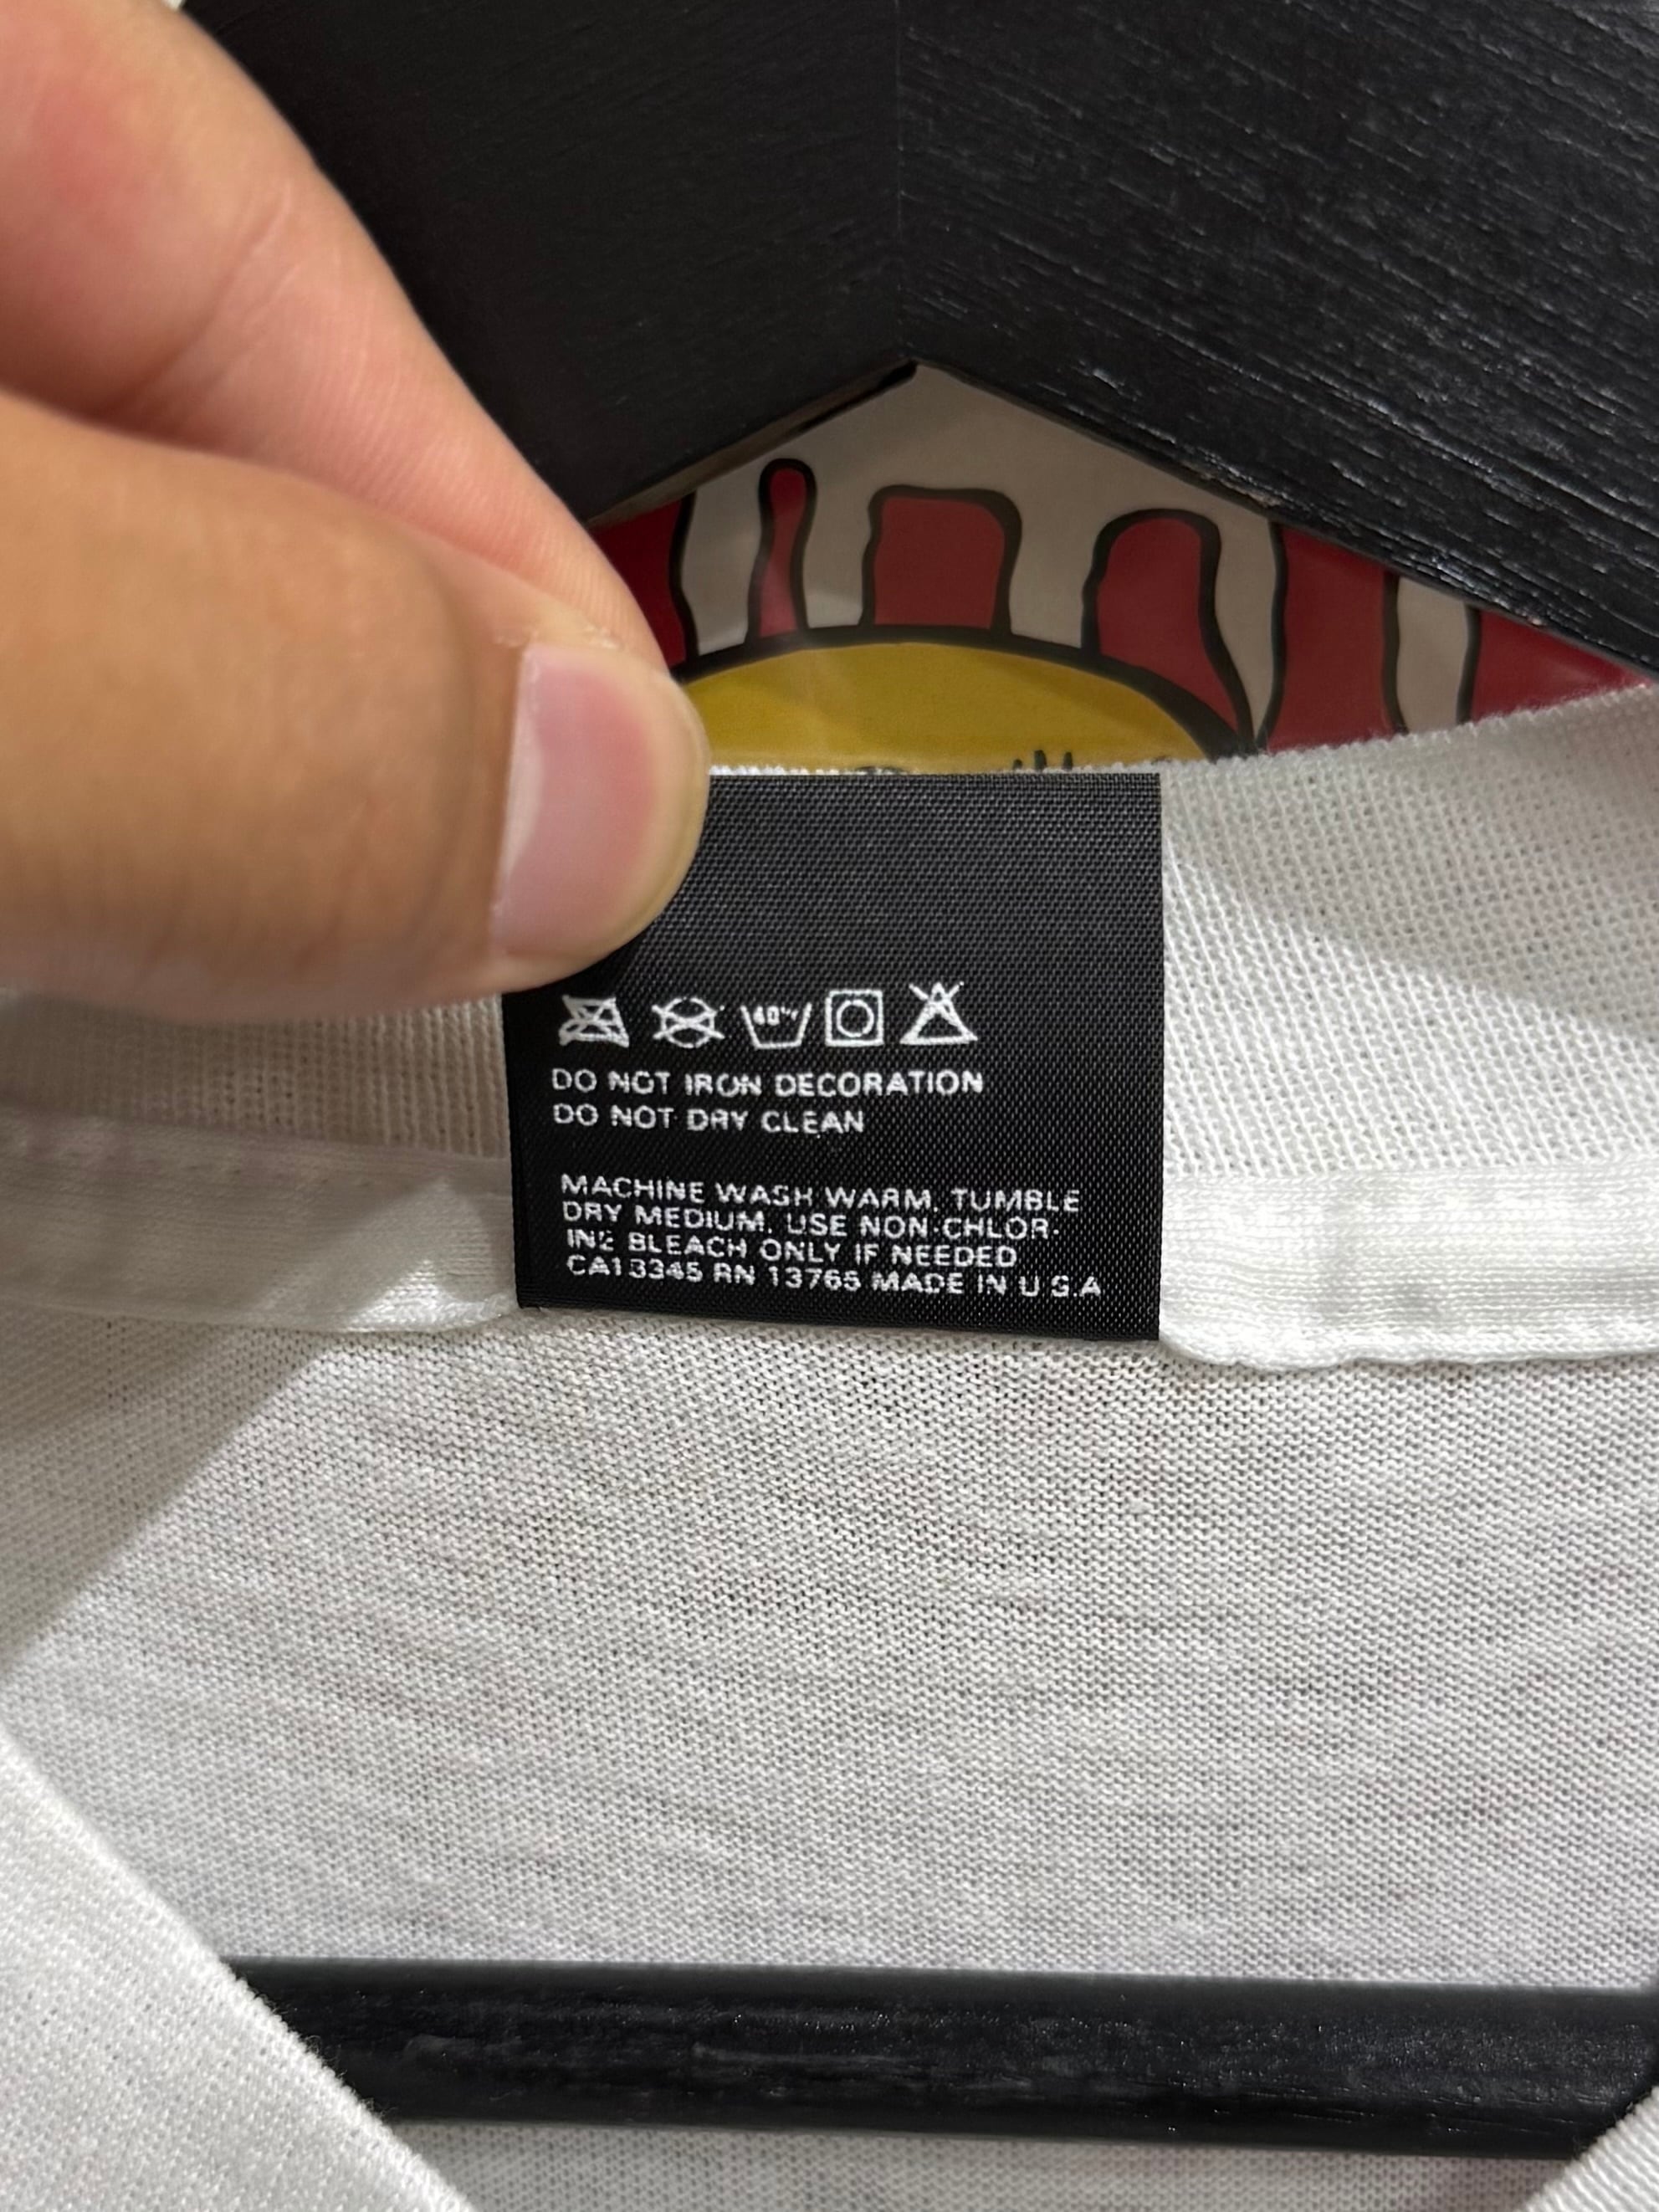 40°
DO NOT IRON DECORATION
DO NOT DRY CLEAN
MACHINE WASH WARM, TUMBLE
DRY MEDIUM, USE NON-CHLOR-
INE BLEACH ONLY IF NEEDED
CA13345 RN 13765 MADE IN U.S.A